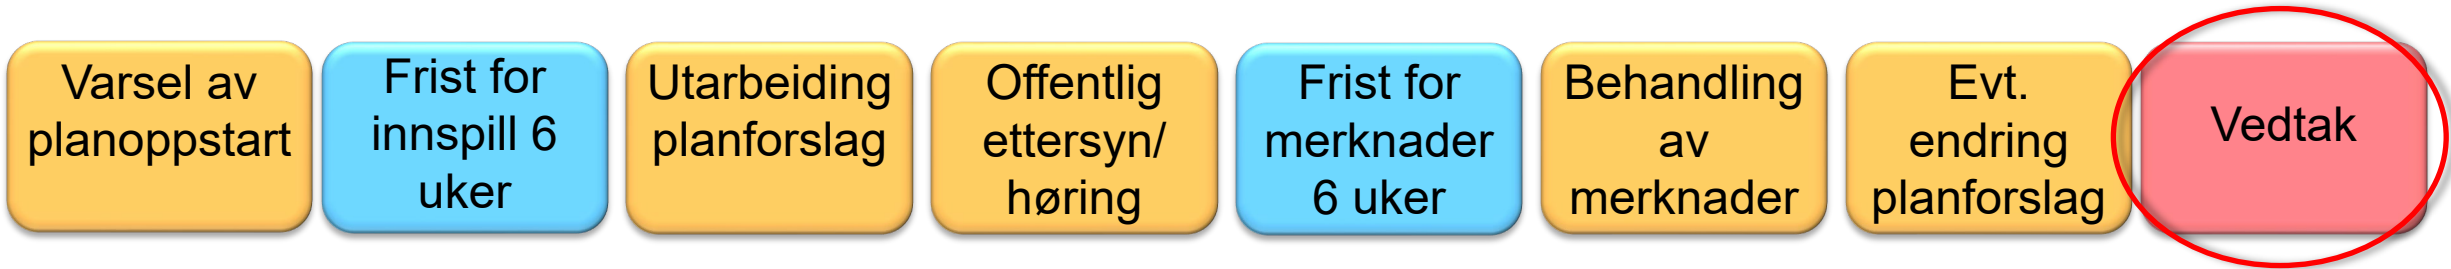 Varsel av
planoppstart
Frist for
innspill 6
uker
Utarbeiding
planforslag
Offentlig
ettersyn/
høring
Frist for
merknader
6 uker
Behandling
av
merknader
Evt.
endring
planforslag
Vedtak